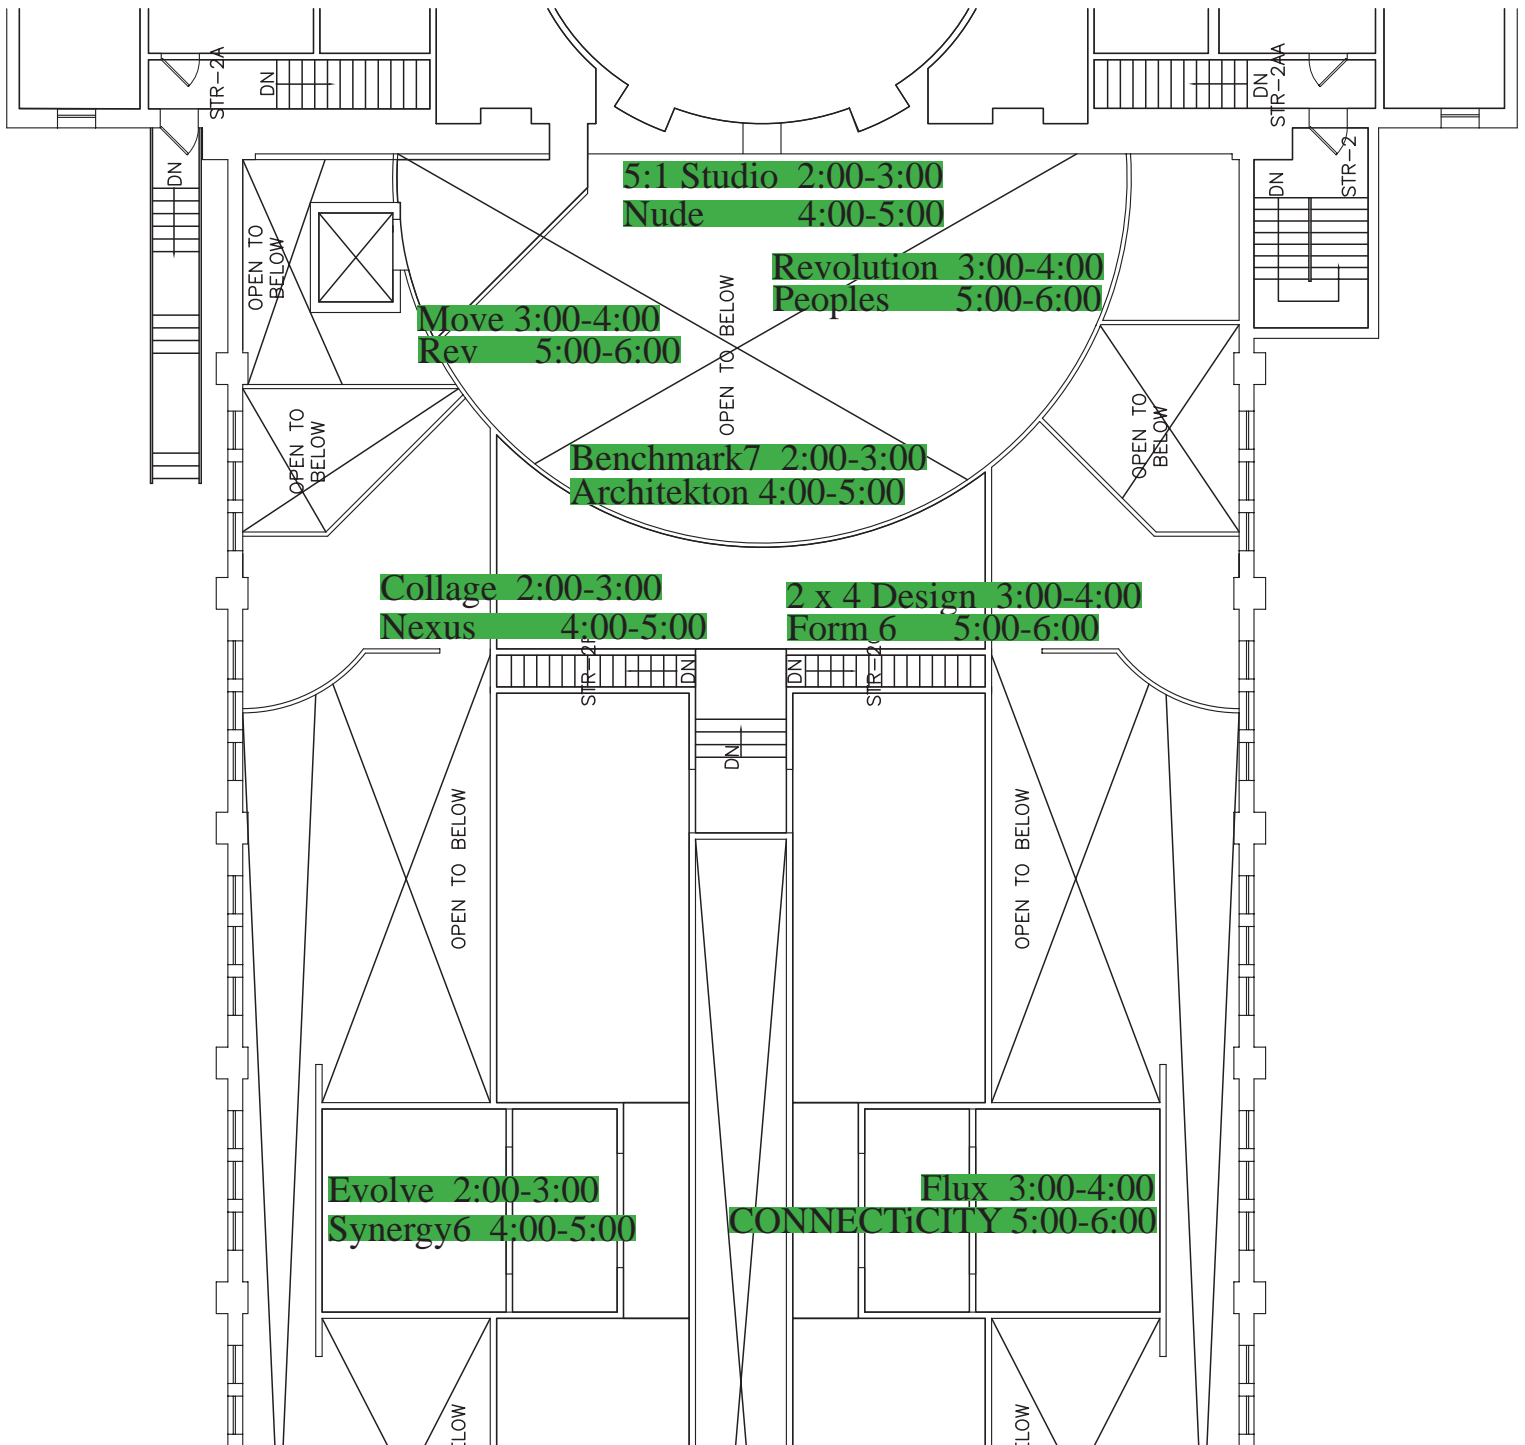 STR-2A
DN
DN
STR-2AA
DN
DN
STR-2
5:1 Studio 2:00-3:00
Nude 4:00-5:00
OPEN TO
BELOW
Revolution 3:00-4:00
Peoples 5:00-6:00
OPEN TO BELOW
Move 3:00-4:00
Rev 5:00-6:00
OPEN TO
BELOW
OPEN TO
BELOW
Benchmark7 2:00-3:00
Architekton 4:00-5:00
Collage 2:00-3:00
Nexus 4:00-5:00
2 x 4 Design 3:00-4:00
Form 6 5:00-6:00
DN
DN
DN
OPEN TO BELOW
OPEN TO BELOW
Evolve 2:00-3:00
Synergy6 4:00-5:00
Flux 3:00-4:00
CONNECTiCITY 5:00-6:00